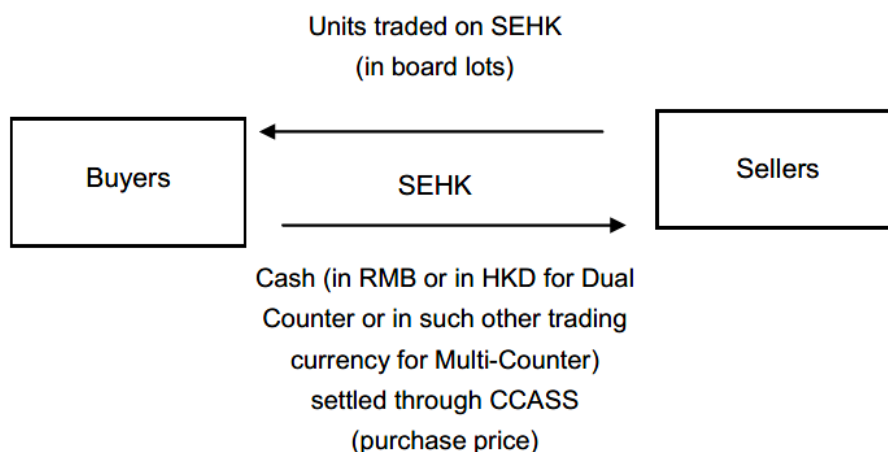 Units traded on SEHK
(in board lots)
Buyers
SEHK
Sellers
Cash (in RMB or in HKD for Dual
Counter or in such other trading
currency for Multi-Counter)
settled through CCASS
(purchase price)